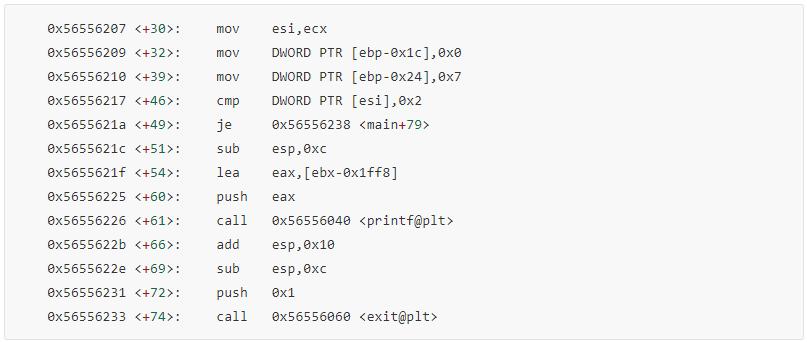 0x56556207 <+30>: mov esi,ecx
0x56556209 <+32>: mov DWORD PTR [ebp-0x1c],0x0
0x56556210 <+39>: mov DWORD PTR [ebp-0x24],0x7
0x56556217 <+46>: cmp DWORD PTR [esi],0x2
0x5655621a <+49>: je 0x56556238 <main+79>
0x5655621c <+51>: sub esp,0xc
0x5655621f <+54>: lea eax,[ebx-0x1ff8]
0x56556225 <+60>: push eax
0x56556226 <+61>: call 0x56556040 <printf@plt>
0x5655622b <+66>: add esp,0x10
0x5655622e <+69>: sub esp,0xc
0x56556231 <+72>: push 0x1
0x56556233 <+74>: call 0x56556060 <exit@plt>